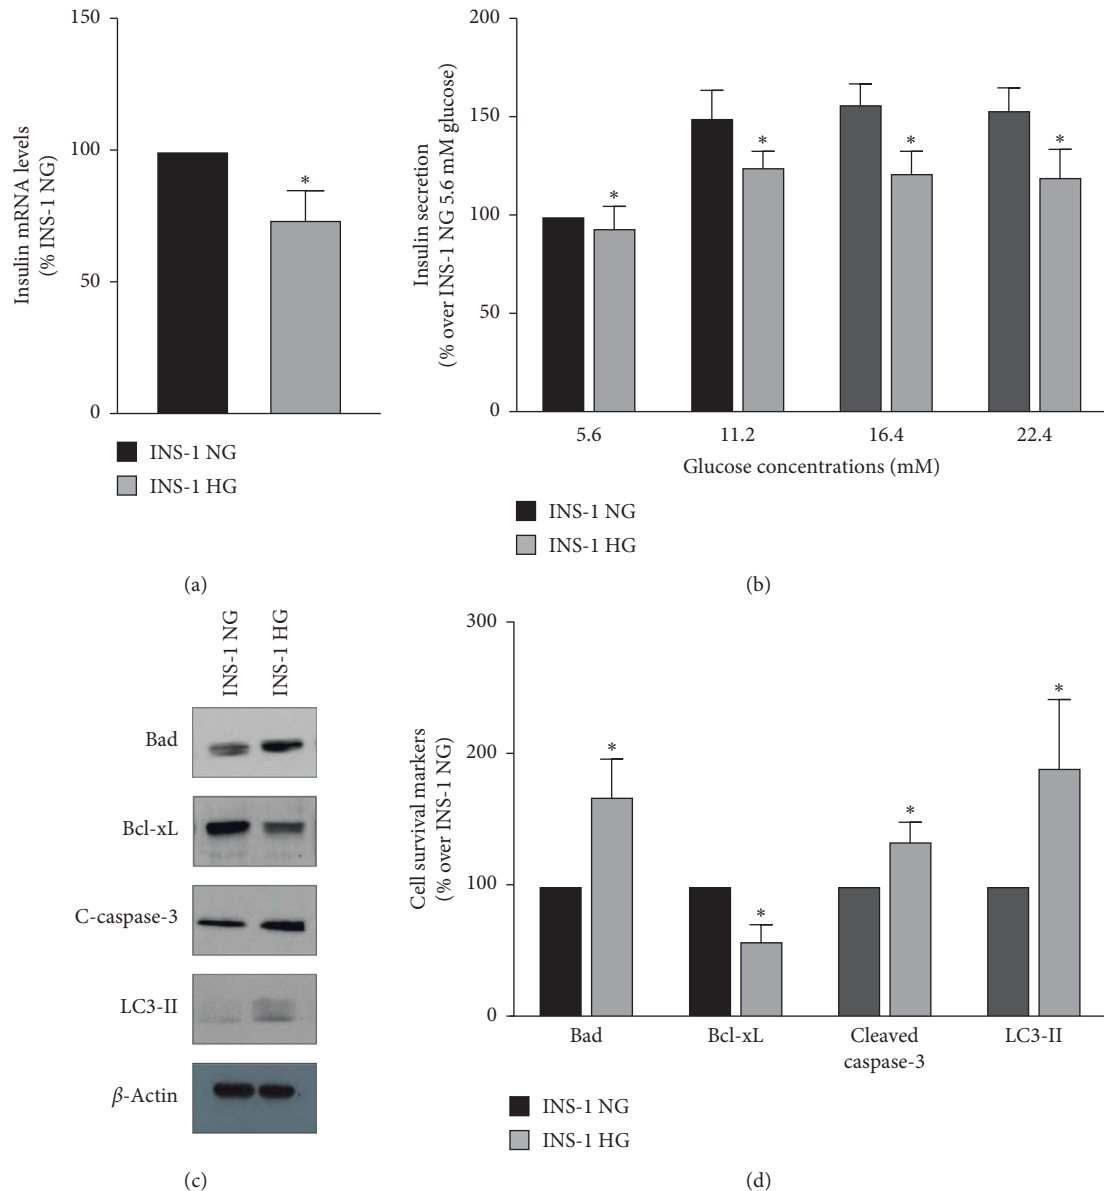 150
100
50
0
Insulin mRNA levels
(% INS-1 NG)
*
INS-1 NG
INS-1 HG
(a)
200
150
100
50
0
Insulin secretion
(% over INS-1 NG 5.6 mM glucose)
*
*
*
*
5.6 11.2 16.4 22.4
Glucose concentrations (mM)
INS-1 NG
INS-1 HG
(b)
INS-1 NG
INS-1 HG
Bad
Bcl-xL
C-caspase-3
LC3-II
β-Actin
(c)
300
200
100
0
Cell survival markers
(% over INS-1 NG)
*
*
*
*
Bad Bcl-xL Cleaved LC3-II
caspase-3
INS-1 NG
INS-1 HG
(d)